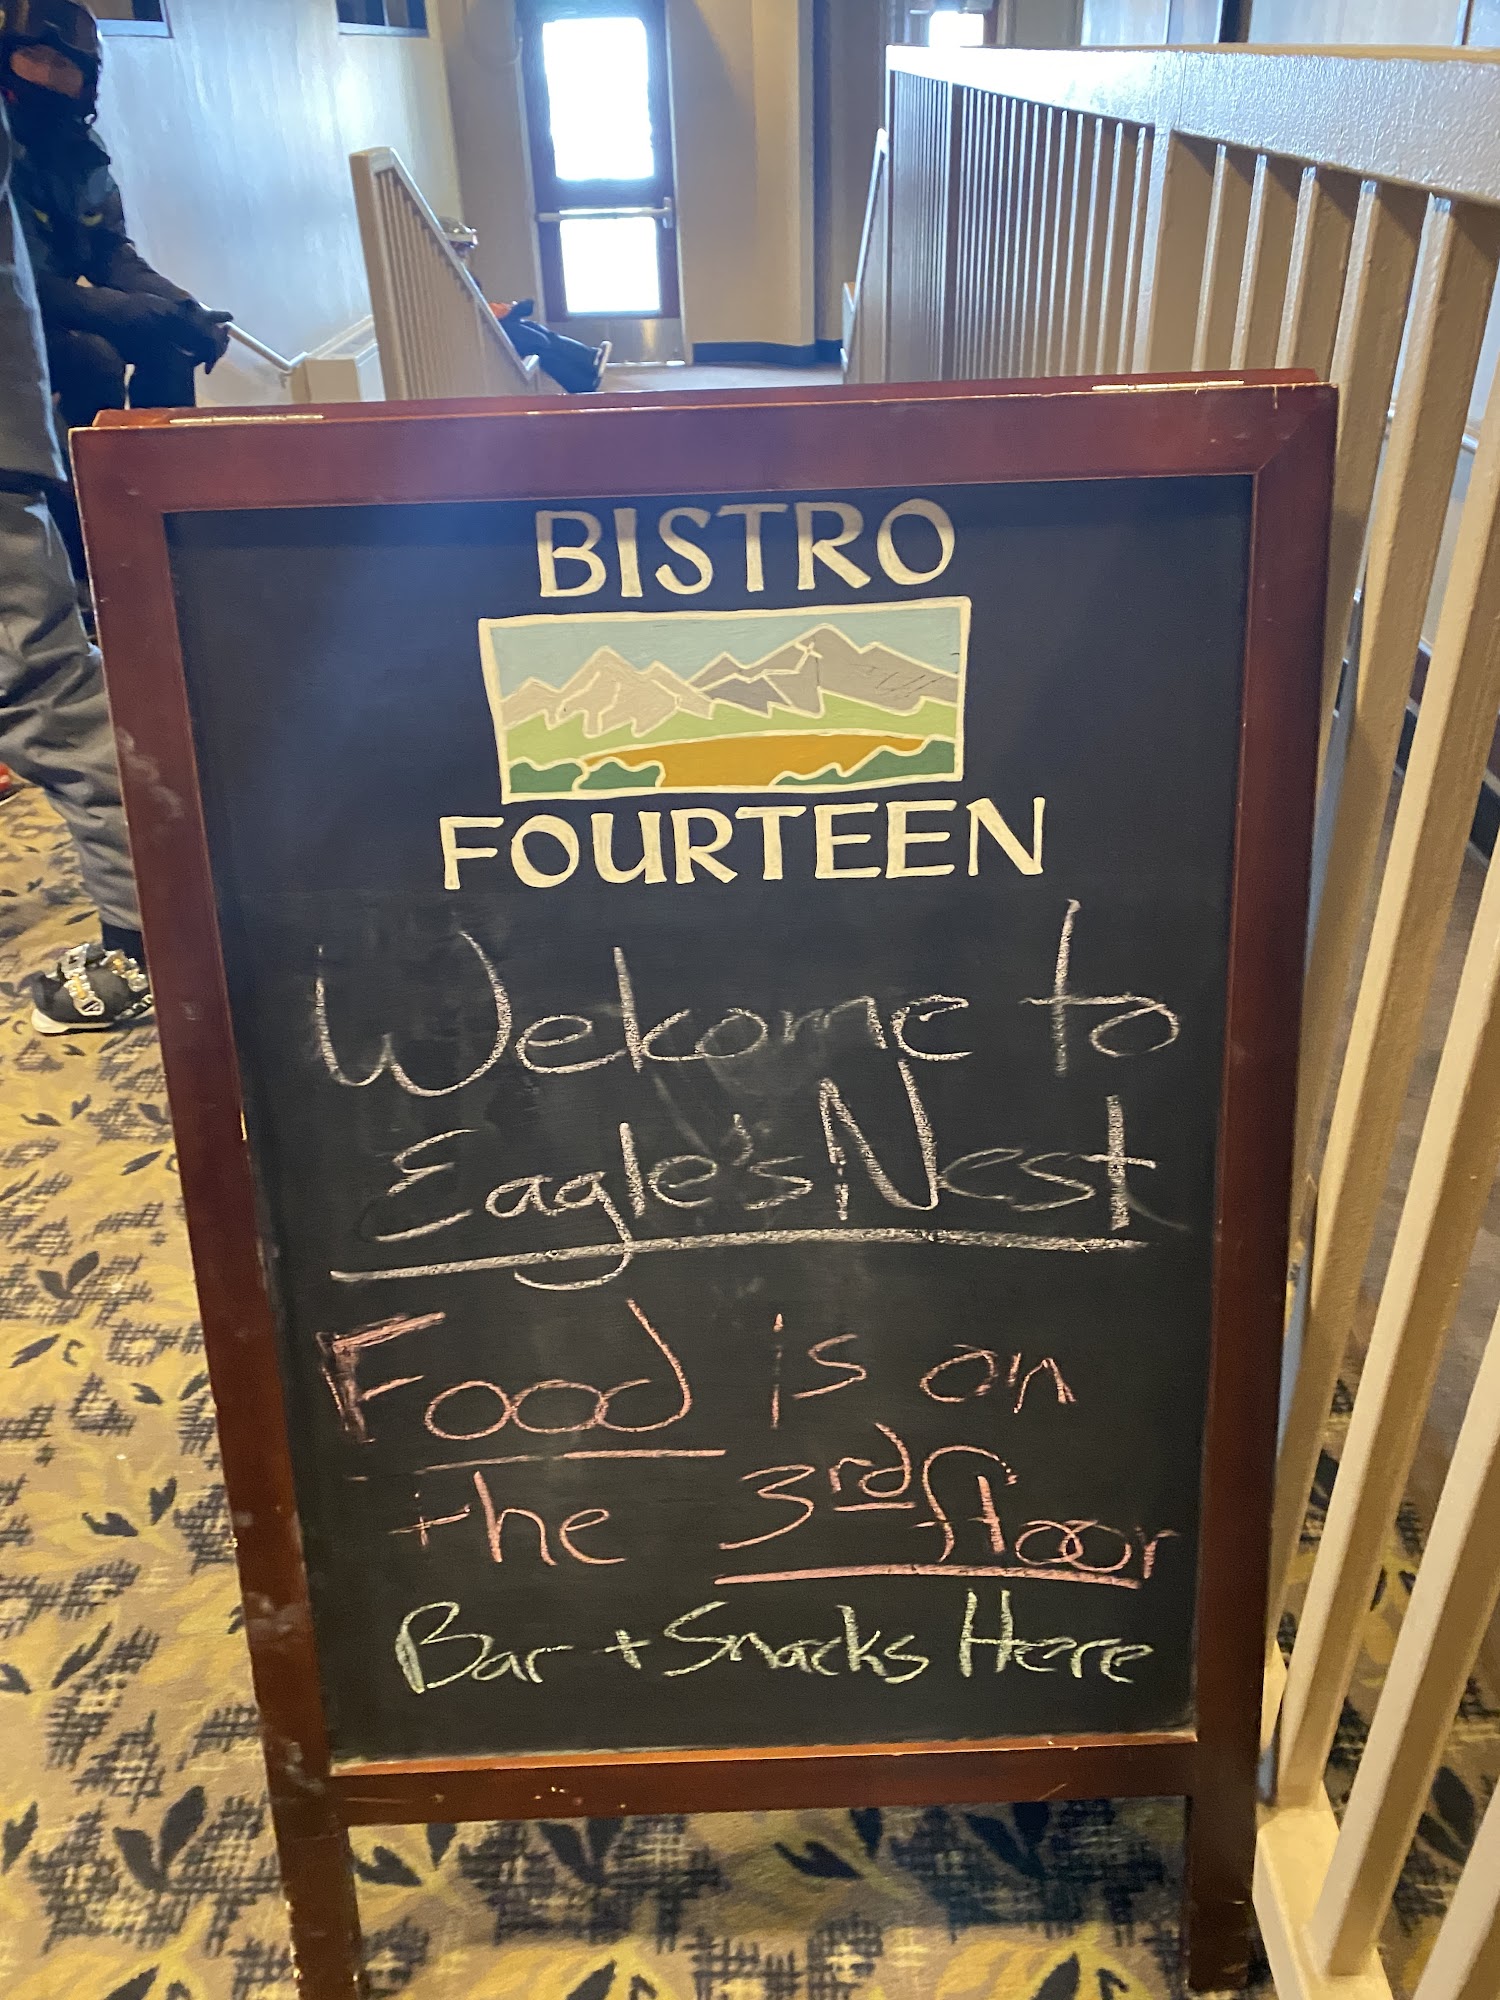 BISTRO
FOURTEEN
Welcome to
Eagle's Nest
Food is on
the 3rd floor
Bar + Snacks Here